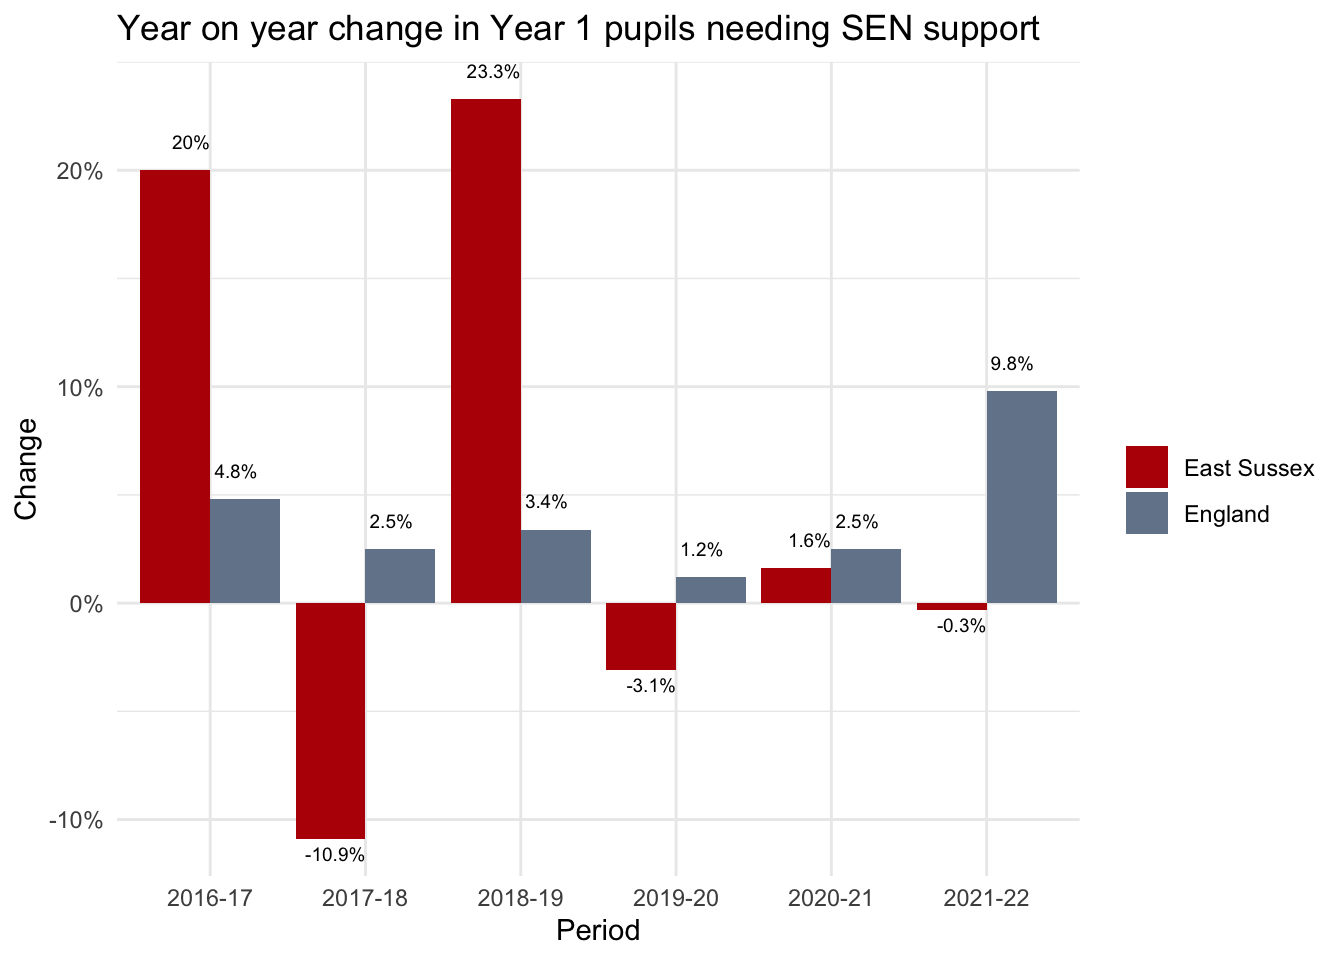 Year on year change in Year 1 pupils needing SEN support
23.3%
20%
20%
9.8%
10%
4.8%
3.4%
2.5%
2.5%
1.6%
1.2%
0%
-0.3%
-3.1%
-10%
-10.9%
Change
East Sussex
England
2016-17 2017-18 2018-19 2019-20 2020-21 2021-22
Period